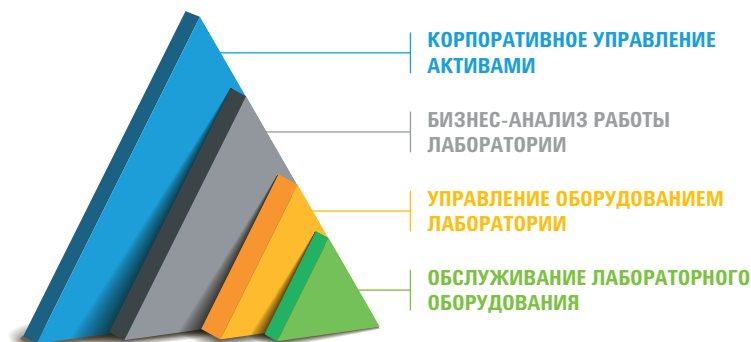 КОРПОРАТИВНОЕ УПРАВЛЕНИЕ
АКТИВАМИ
БИЗНЕС-АНАЛИЗ РАБОТЫ
ЛАБОРАТОРИИ
УПРАВЛЕНИЕ ОБОРУДОВАНИЕМ
ЛАБОРАТОРИИ
ОБСЛУЖИВАНИЕ ЛАБОРАТОРНОГО
ОБОРУДОВАНИЯ